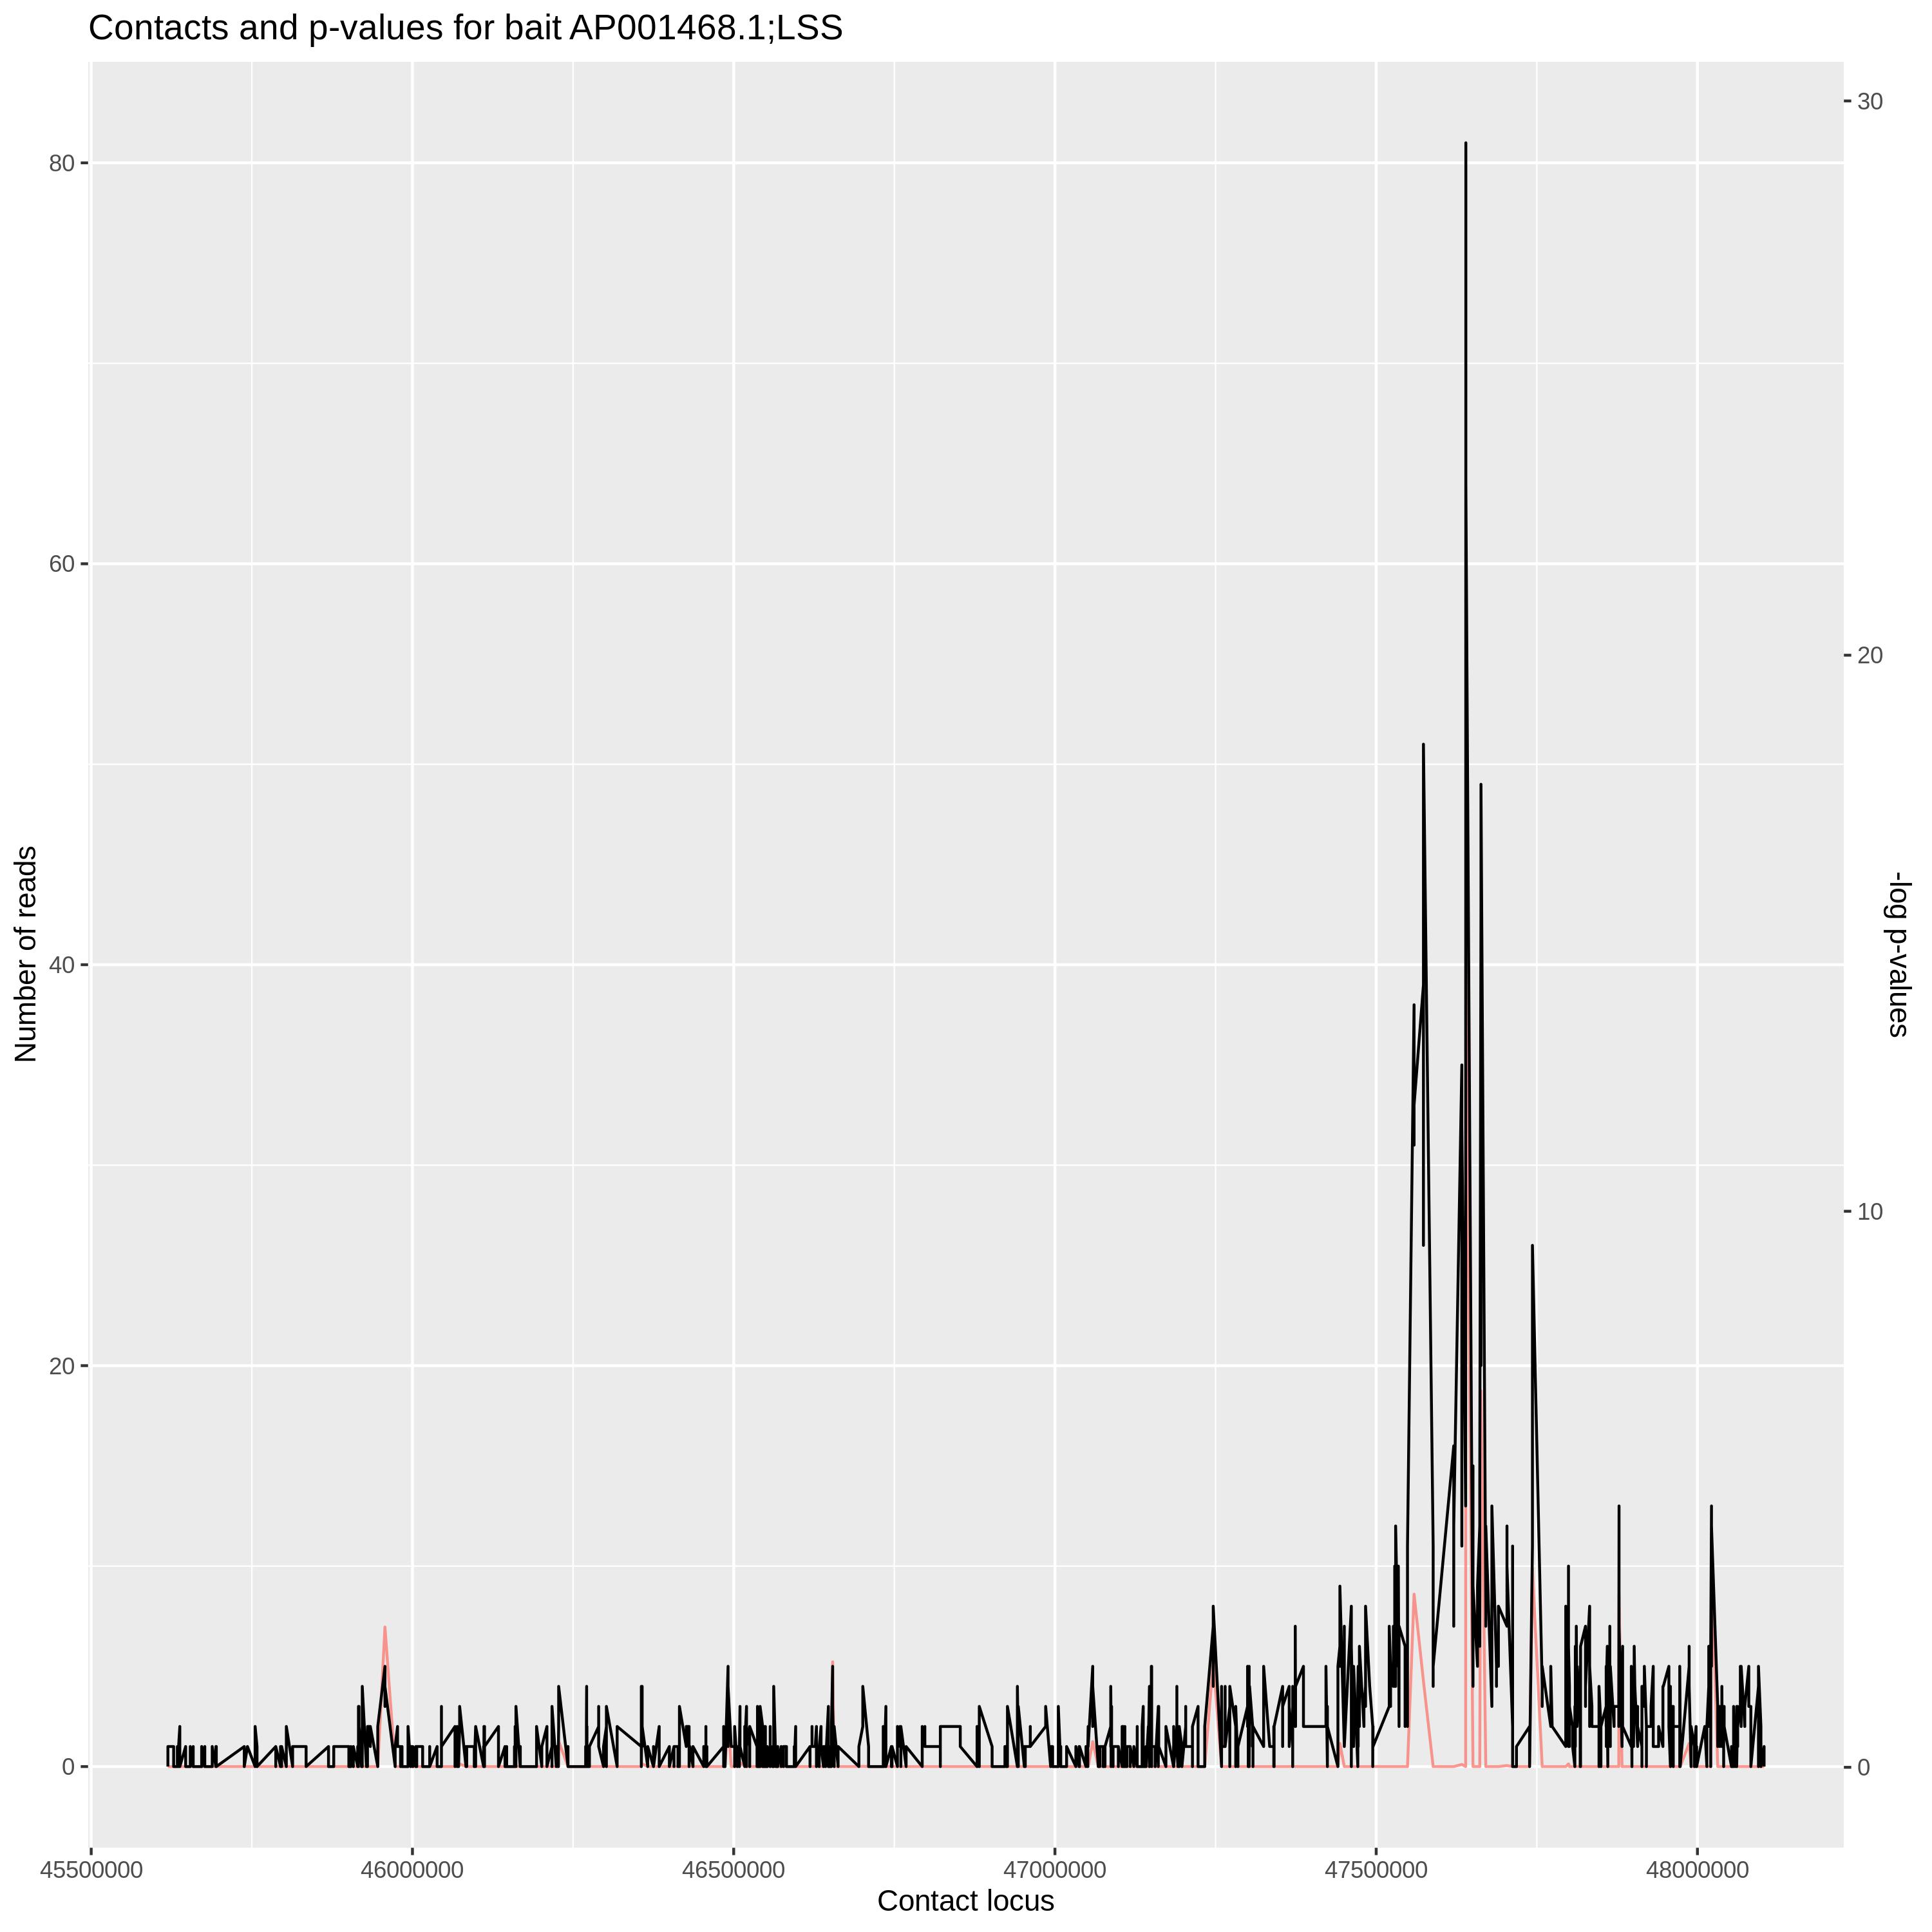 Contacts and p-values for bait AP001468.1;LSS
Number of reads
80
60
40
20
0
30
20
10
0
-log p-values
45500000 46000000 46500000 47000000 47500000 48000000
Contact locus